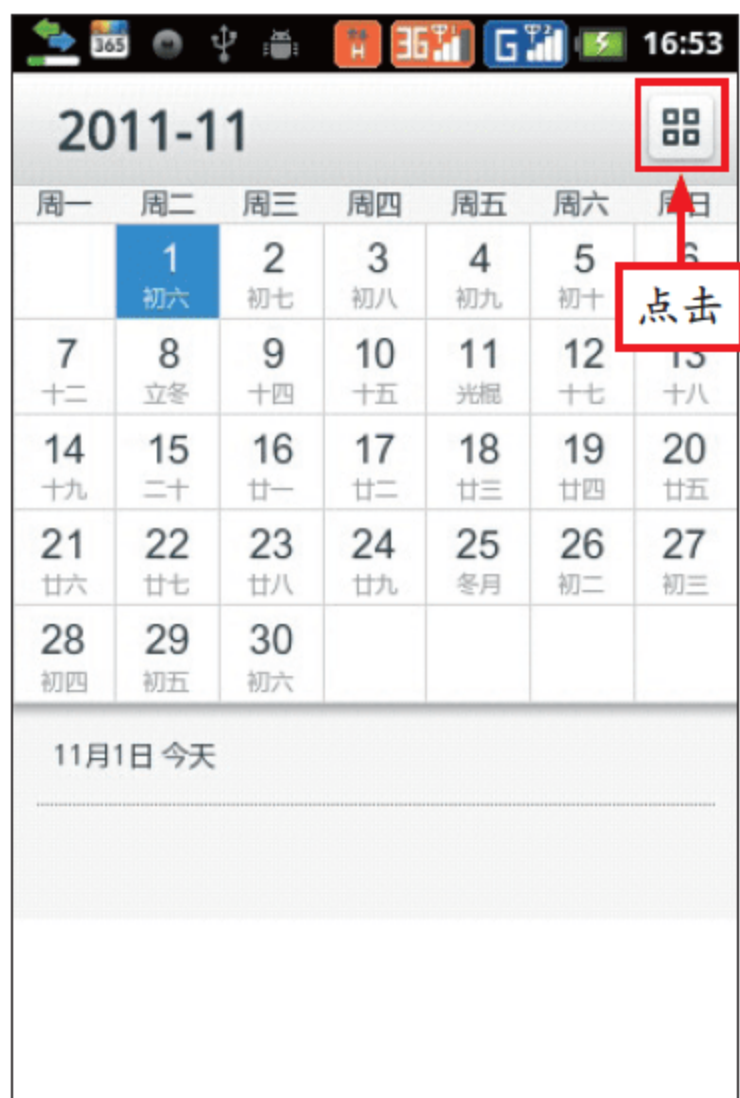 365 H 3G 1 G 2 16:53
2011-11
周一 周二 周三 周四 周五 周六 周日
1 2 3 4 5 6
初六 初七 初八 初九 初十
点击
7 8 9 10 11 12 13
十二 立冬 十四 十五 光棍 十七 十八
14 15 16 17 18 19 20
十九 二十 廿一 廿二 廿三 廿四 廿五
21 22 23 24 25 26 27
廿六 廿七 廿八 廿九 冬月 初二 初三
28 29 30
初四 初五 初六
11月1日 今天